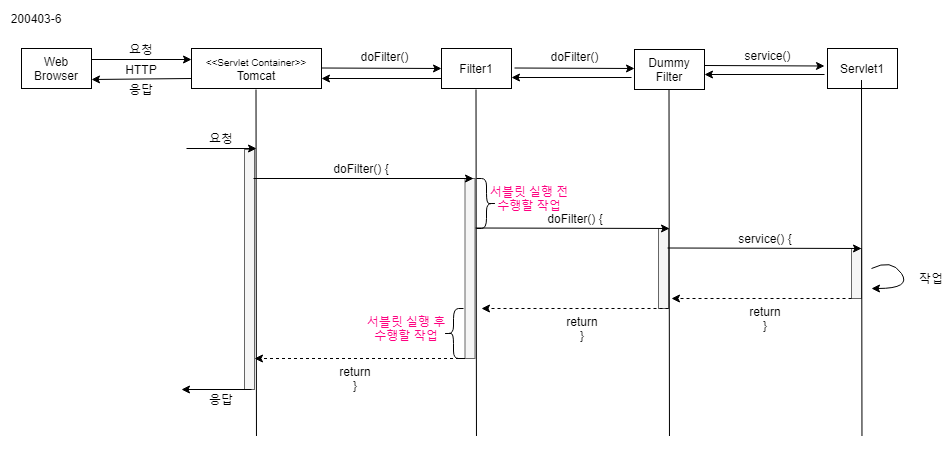 200403-6
요청
Web
Browser
HTTP
응답
<<Servlet Container>>
Tomcat
doFilter()
Filter1
doFilter()
Dummy
Filter
service()
Servlet1
요청
doFilter() {
서블릿 실행 전
수행할 작업
doFilter() {
service() {
작업
return
}
return
}
서블릿 실행 후
수행할 작업
return
}
응답